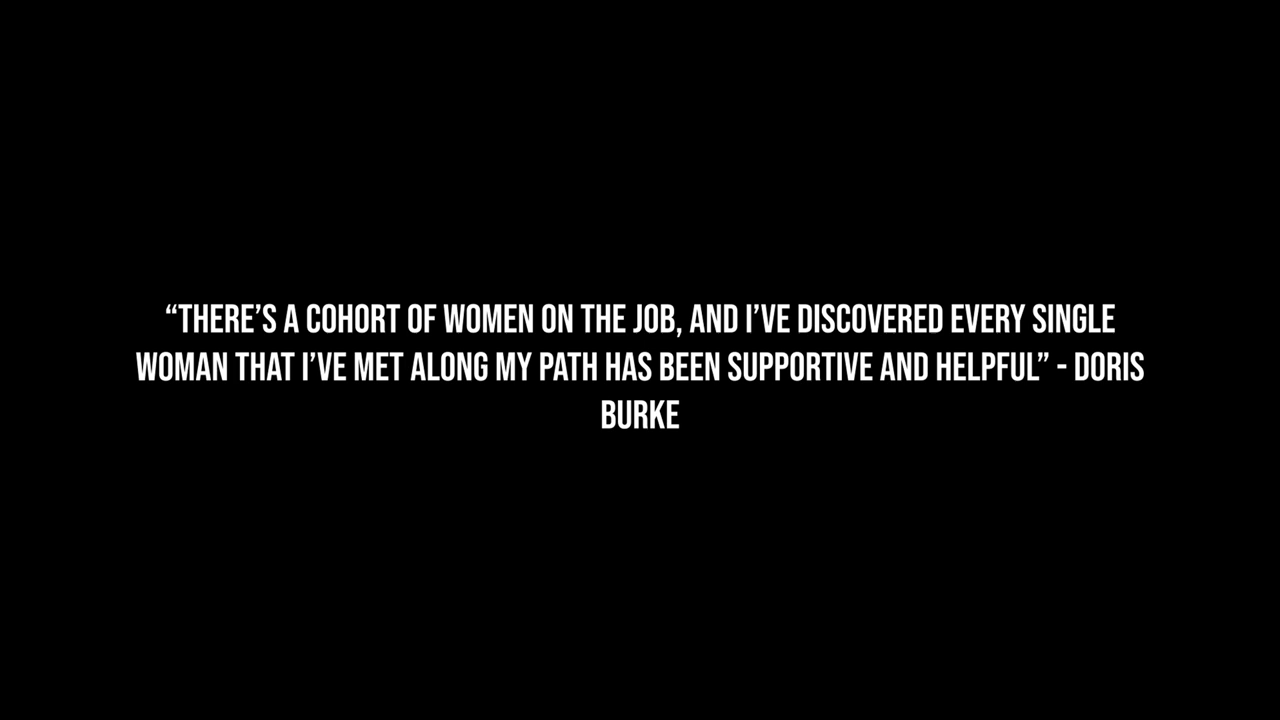 “THERE’S A COHORT OF WOMEN ON THE JOB, AND I’VE DISCOVERED EVERY SINGLE
WOMAN THAT I’VE MET ALONG MY PATH HAS BEEN SUPPORTIVE AND HELPFUL” - DORIS
BURKE